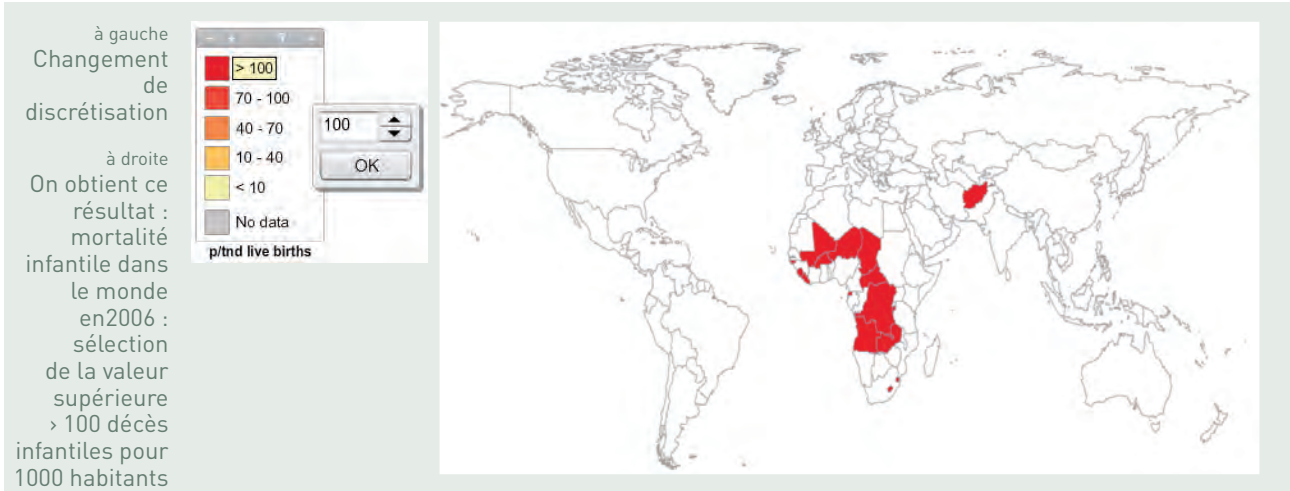 à gauche
Changement
de
discrétisation
à droite
On obtient ce
résultat :
mortalité
infantile dans
le monde
en2006 :
sélection
de la valeur
supérieure
› 100 décès
infantiles pour
1000 habitants
> 100
70 - 100
40 - 70
10 - 40
< 10
No data
p/tnd live births
100
OK